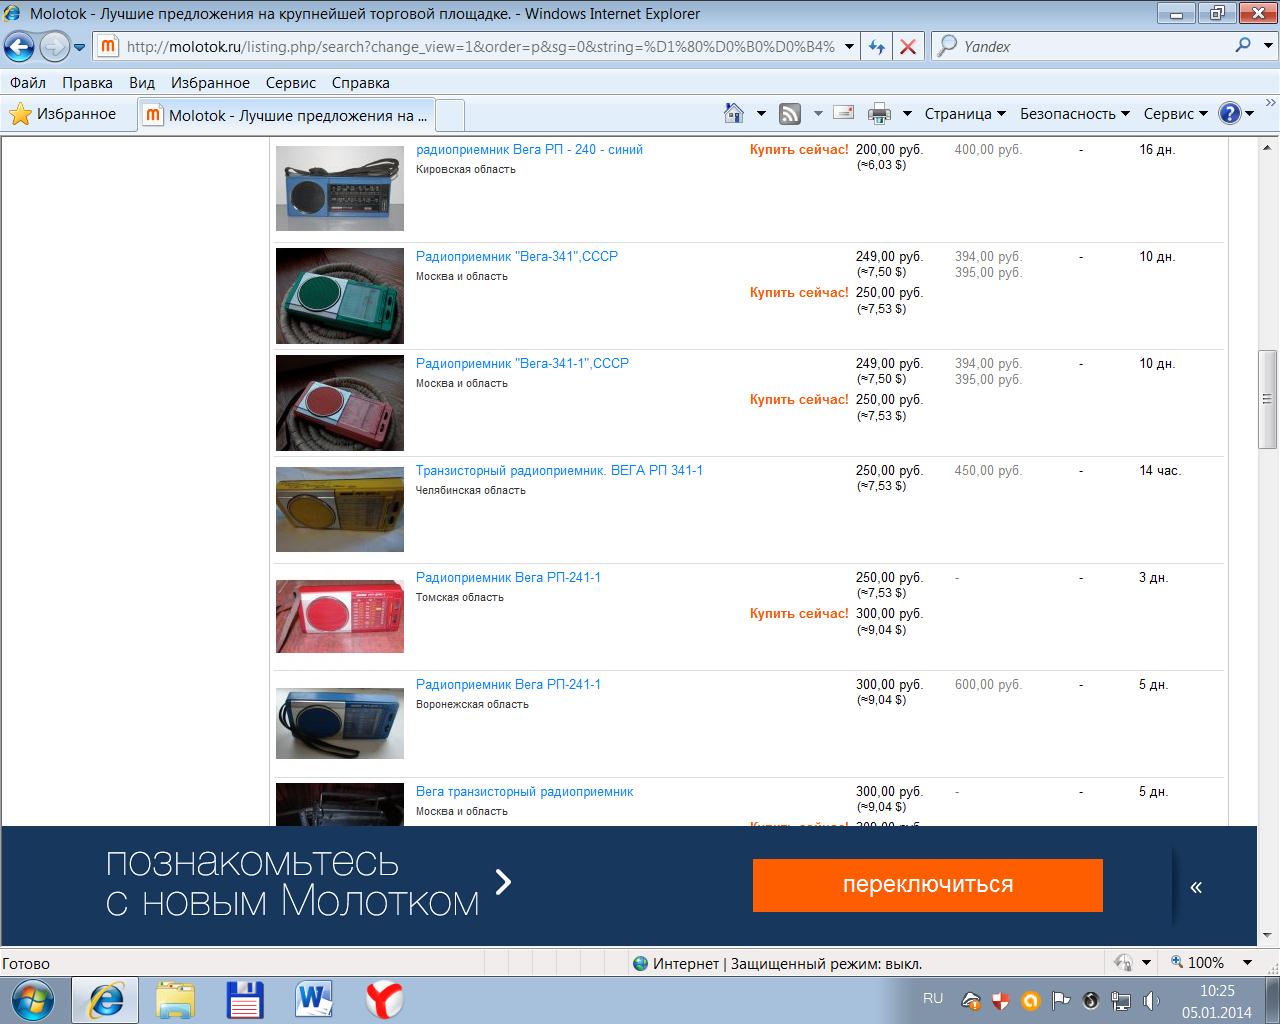 Molotok - Лучшие предложения на крупнейшей торговой площадке. - Windows Internet Explorer
http://molotok.ru/listing.php/search?change_view=1&order=p&sg=0&string=%D1%80%D0%B0%D0%B4%
Yandex
Файл Правка Вид Избранное Сервис Справка
Избранное
Molotok - Лучшие предложения на ...
Страница Безопасность Сервис
радиоприемник Вега РП - 240 - синий Купить сейчас! 200,00 руб. 400,00 руб. - 16 дн.
Кировская область (≈6,03 $)
Радиоприемник "Вега-341",СССР 249,00 руб. 394,00 руб. - 10 дн.
Москва и область (≈7,50 $) 395,00 руб.
Купить сейчас! 250,00 руб.
(≈7,53 $)
Радиоприемник "Вега-341-1",СССР 249,00 руб. 394,00 руб. - 10 дн.
Москва и область (≈7,50 $) 395,00 руб.
Купить сейчас! 250,00 руб.
(≈7,53 $)
Транзисторный радиоприемник. ВЕГА РП 341-1 250,00 руб. 450,00 руб. - 14 час.
Челябинская область (≈7,53 $)
Радиоприемник Вега РП-241-1 250,00 руб. - - 3 дн.
Томская область (≈7,53 $)
Купить сейчас! 300,00 руб.
(≈9,04 $)
Радиоприемник Вега РП-241-1 300,00 руб. 600,00 руб. - 5 дн.
Воронежская область (≈9,04 $)
Вега транзисторный радиоприемник 300,00 руб. - - 5 дн.
Москва и область (≈9,04 $)
познакомьтесь
с новым Молотком
переключиться
«
Готово
Интернет | Защищенный режим: выкл.
100%
RU
10:25
05.01.2014